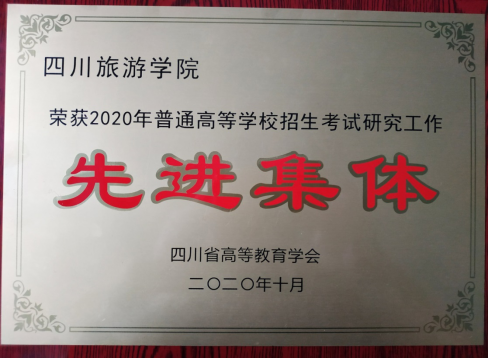 四川旅游学院
荣获2020年普通高等学校招生考试研究工作
先进集体
四川省高等教育学会
二〇二〇年十月